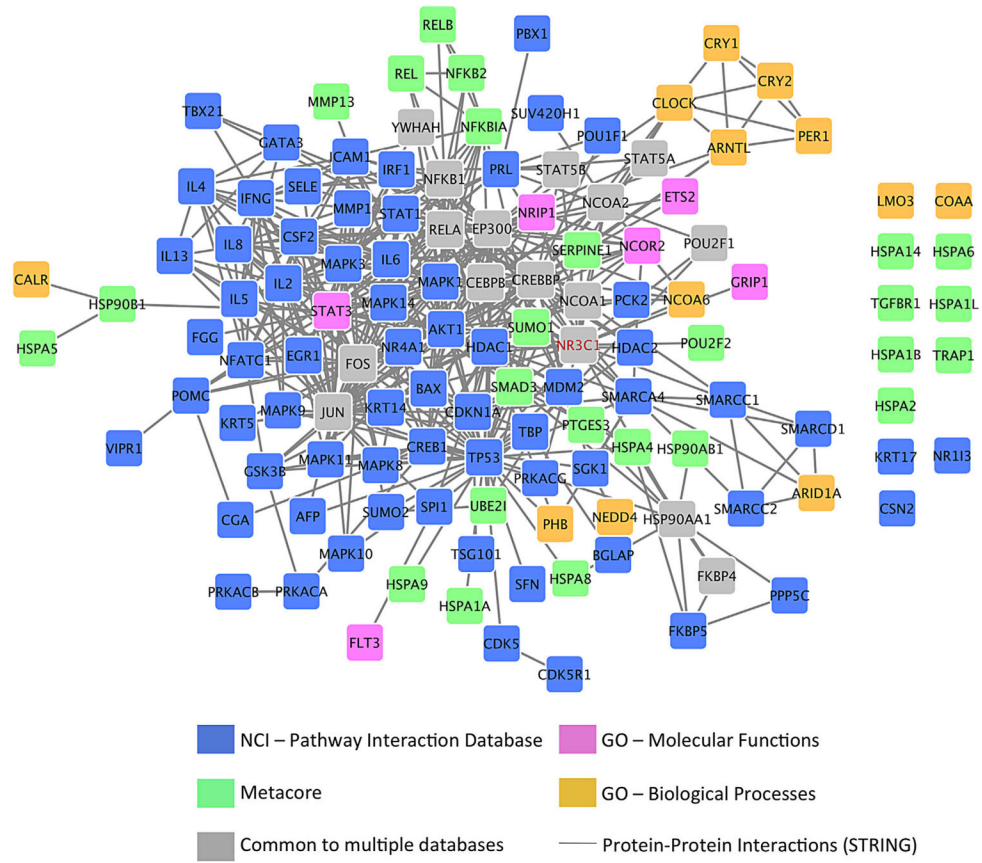 RELB
PBX1
CRY1
REL
NFKB2
CRY2
MMP13
CLOCK
TBX21
YWHAH
NFKBIA
SUV420H1
POU1F1
PER1
GATA3
ICAM1
IRF1
NFKB1
PRL
STAT5B
STAT5A
ARNTL
IL4
IFNG
SELE
MMP1
STAT1
NRIP1
NCOA2
ETS2
LMO3
COAA
IL13
IL8
CSF2
RELA
EP300
SERPINE1
NCOR2
POU2F1
HSPA14
HSPA6
CALR
HSP90B1
IL5
IL2
MAPK3
IL6
MAPK1
CEBPB
CREBBP
NCOA1
PCK2
NCOA6
GRIP1
TGFBR1
HSPA1L
STAT3
MAPK14
HSPA5
FGG
NFATC1
EGR1
FOS
NR4A1
AKT1
HDAC1
SUMO1
NR3C1
HDAC2
POU2F2
HSPA1B
TRAP1
POMC
KRT5
MAPK9
JUN
KRT14
BAX
CDKN1A
SMAD3
MDM2
SMARCA4
SMARCC1
HSPA2
VIPR1
GSK3B
MAPK11
MAPK8
CREB1
TP53
TBP
PTGES3
HSPA4
HSP90AB1
SMARCD1
KRT17
NR1I3
CGA
AFP
SUMO2
SPI1
UBE2I
PRKACG
SGK1
PHB
NEDD4
HSP90AA1
SMARCC2
ARID1A
CSN2
MAPK10
TSG101
BGLAP
PRKACB
PRKACA
HSPA9
HSPA1A
SFN
HSPA8
FKBP4
PPP5C
FLT3
CDK5
FKBP5
CDK5R1
NCI – Pathway Interaction Database
GO – Molecular Functions
Metacore
GO – Biological Processes
Common to multiple databases
Protein-Protein Interactions (STRING)